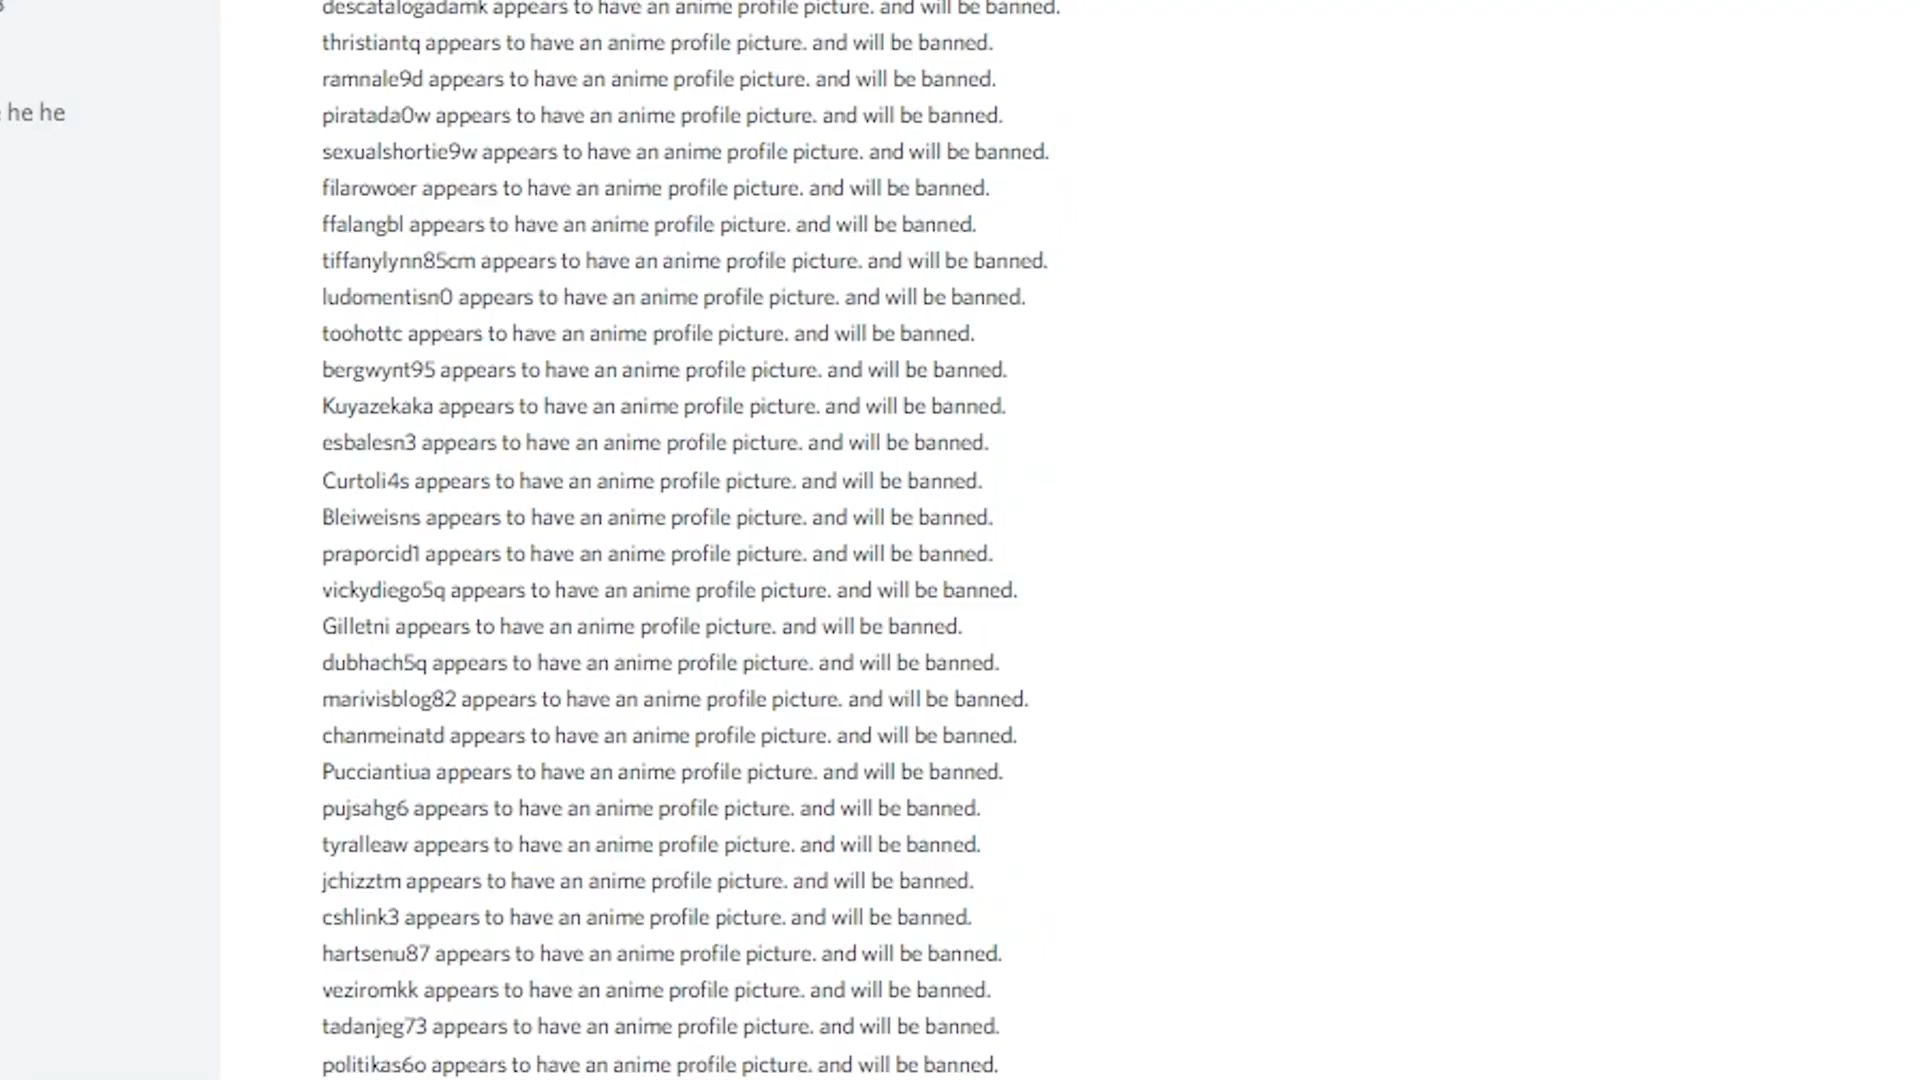 descatalogadamk appears to have an anime profile picture. and will be banned.
thristiantq appears to have an anime profile picture. and will be banned.
ramnale9d appears to have an anime profile picture. and will be banned.
he he
piratada0w appears to have an anime profile picture. and will be banned.
sexualshortie9w appears to have an anime profile picture. and will be banned.
filarowoer appears to have an anime profile picture. and will be banned.
ffalangbl appears to have an anime profile picture. and will be banned.
tiffanylynn85cm appears to have an anime profile picture. and will be banned.
ludomentisn0 appears to have an anime profile picture. and will be banned.
toohottc appears to have an anime profile picture. and will be banned.
bergwynt95 appears to have an anime profile picture. and will be banned.
Kuyazekaka appears to have an anime profile picture. and will be banned.
esbalesn3 appears to have an anime profile picture. and will be banned.
Curtoli4s appears to have an anime profile picture. and will be banned.
Bleiweisns appears to have an anime profile picture. and will be banned.
praporcid1 appears to have an anime profile picture. and will be banned.
vickydiego5q appears to have an anime profile picture. and will be banned.
Gilletni appears to have an anime profile picture. and will be banned.
dubhach5q appears to have an anime profile picture. and will be banned.
marivisblog82 appears to have an anime profile picture. and will be banned.
chanmeinatd appears to have an anime profile picture. and will be banned.
Pucciantiua appears to have an anime profile picture. and will be banned.
pujsahg6 appears to have an anime profile picture. and will be banned.
tyralleaw appears to have an anime profile picture. and will be banned.
jchizztm appears to have an anime profile picture. and will be banned.
cshlink3 appears to have an anime profile picture. and will be banned.
hartsenu87 appears to have an anime profile picture. and will be banned.
veziromkk appears to have an anime profile picture. and will be banned.
tadanjeg73 appears to have an anime profile picture. and will be banned.
politikas6o appears to have an anime profile picture. and will be banned.